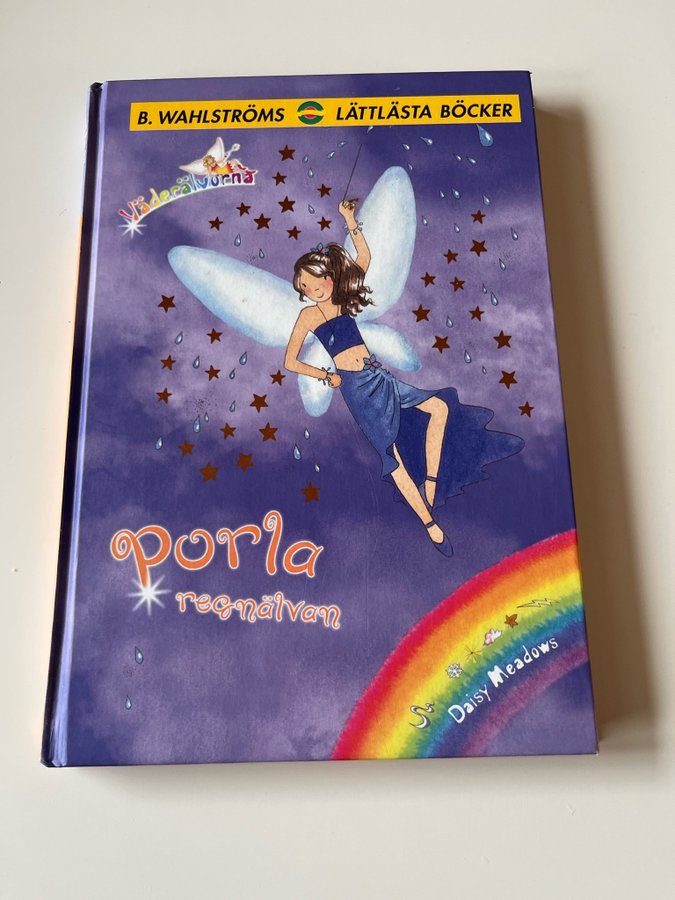 B. WAHLSTRÖMS LÄTTLÄSTA BÖCKER
Väderälvorna
Porla
regnälvan
Daisy Meadows